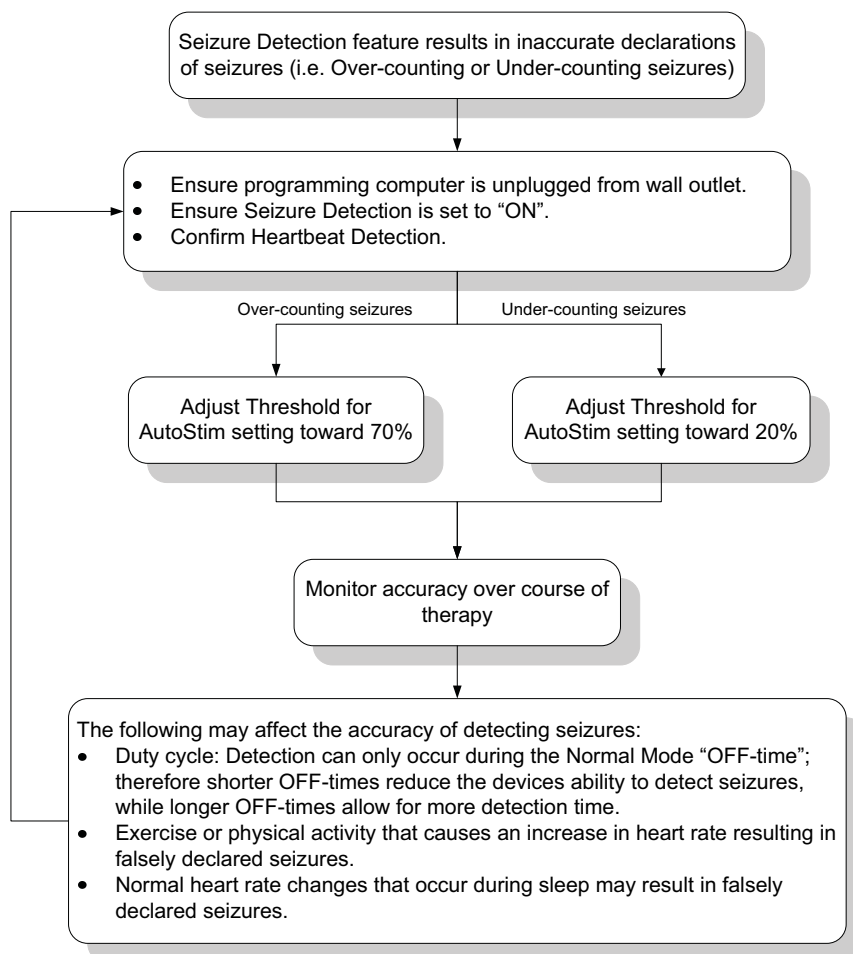 Seizure Detection feature results in inaccurate declarations
of seizures (i.e. Over-counting or Under-counting seizures)
• Ensure programming computer is unplugged from wall outlet.
• Ensure Seizure Detection is set to “ON”.
• Confirm Heartbeat Detection.
Over-counting seizures
Under-counting seizures
Adjust Threshold for
AutoStim setting toward 70%
Adjust Threshold for
AutoStim setting toward 20%
Monitor accuracy over course of
therapy
The following may affect the accuracy of detecting seizures:
• Duty cycle: Detection can only occur during the Normal Mode “OFF-time”;
therefore shorter OFF-times reduce the devices ability to detect seizures,
while longer OFF-times allow for more detection time.
• Exercise or physical activity that causes an increase in heart rate resulting in
falsely declared seizures.
• Normal heart rate changes that occur during sleep may result in falsely
declared seizures.